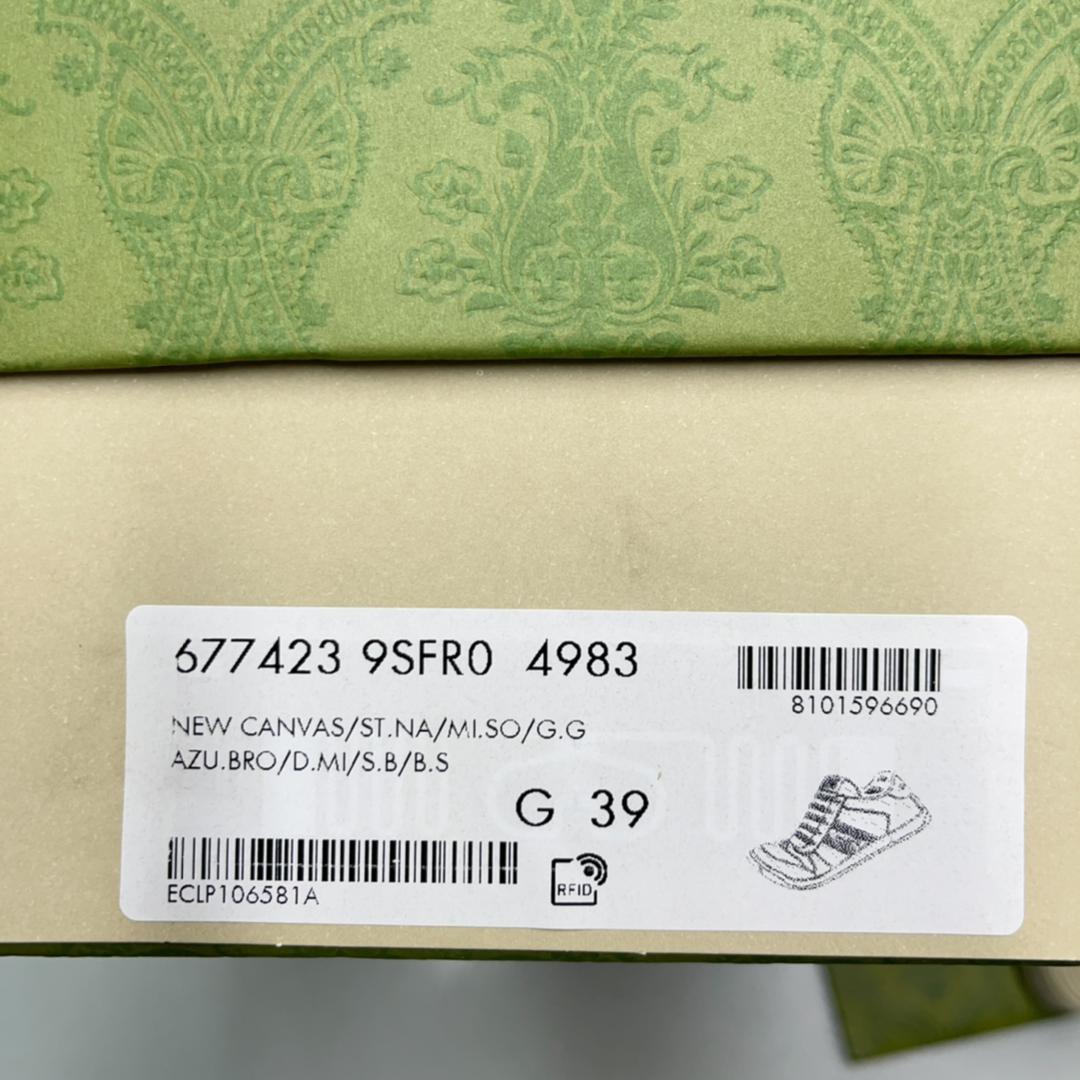 677423 9SFR0 4983
8101596690
NEW CANVAS/ST.NA/MI.SO/G.G
AZU.BRO/D.MI/S.B/B.S
G 39
ECLP106581A
RFID